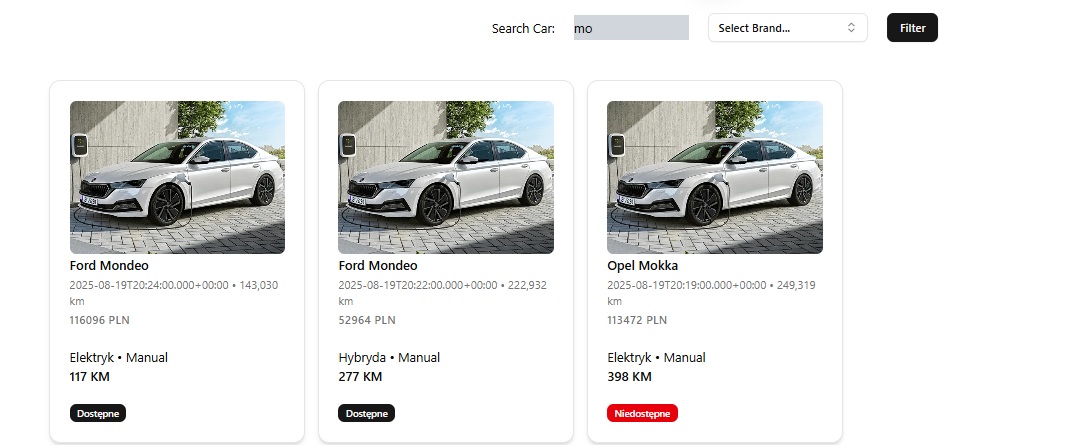 Search Car: mo Select Brand... Filter
Ford Mondeo
2025-08-19T20:24:00.000+00:00 • 143,030
km
116096 PLN
Elektryk • Manual
117 KM
Dostępne
Ford Mondeo
2025-08-19T20:22:00.000+00:00 • 222,932
km
52964 PLN
Hybryda • Manual
277 KM
Dostępne
Opel Mokka
2025-08-19T20:19:00.000+00:00 • 249,319
km
113472 PLN
Elektryk • Manual
398 KM
Niedostępne